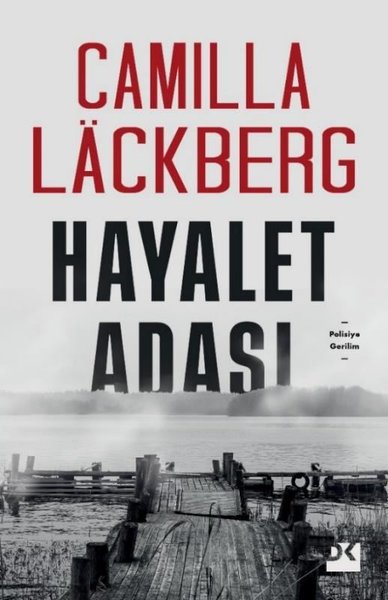 CAMILLA
LÄCKBERG
HAYALET
ADASI
Polisiye
Gerilim
DK